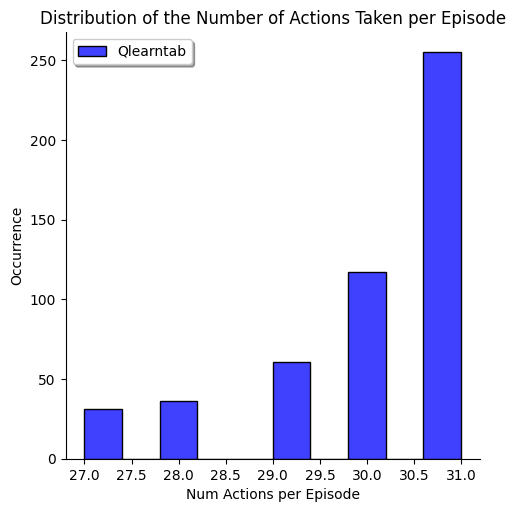 Distribution of the Number of Actions Taken per Episode
Qlearntab
250
200
150
100
50
0
Occurrence
27.0 27.5 28.0 28.5 29.0 29.5 30.0 30.5 31.0
Num Actions per Episode